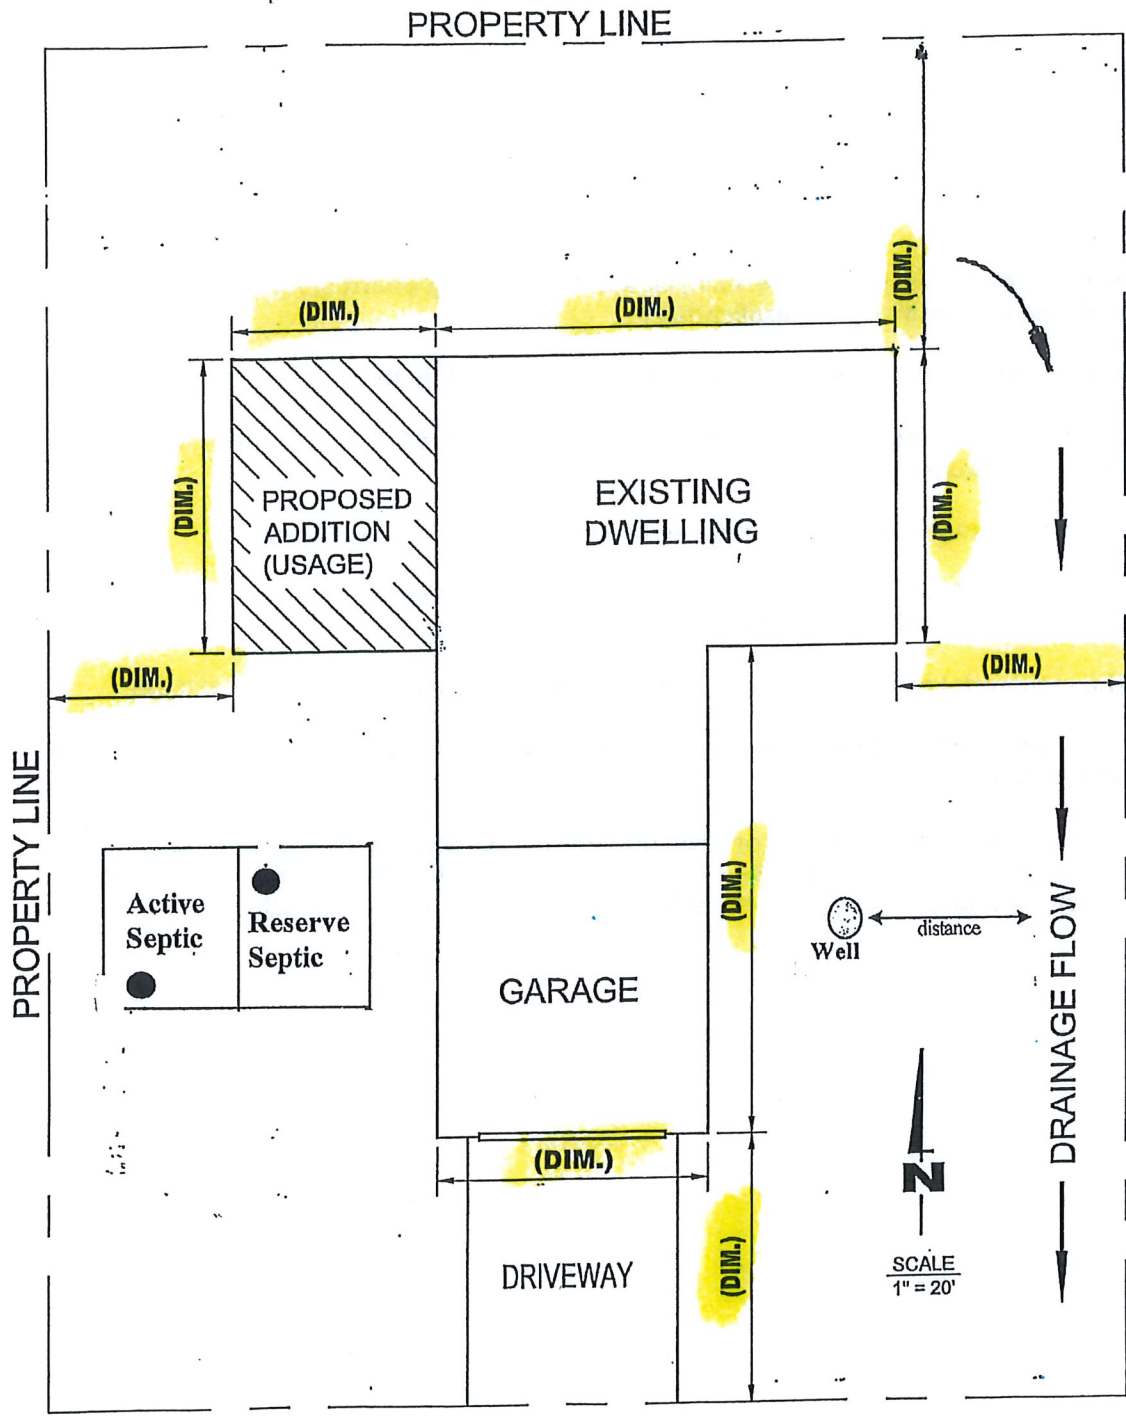 PROPERTY LINE
(DIM.)
(DIM.)
(DIM.)
(DIM.)
PROPOSED
ADDITION
(USAGE)
EXISTING
DWELLING
(DIM.)
(DIM.)
(DIM.)
PROPERTY LINE
Active
Septic
Reserve
Septic
GARAGE
(DIM.)
Well
distance
DRAINAGE FLOW
(DIM.)
N
DRIVEWAY
(DIM.)
SCALE
1" = 20'